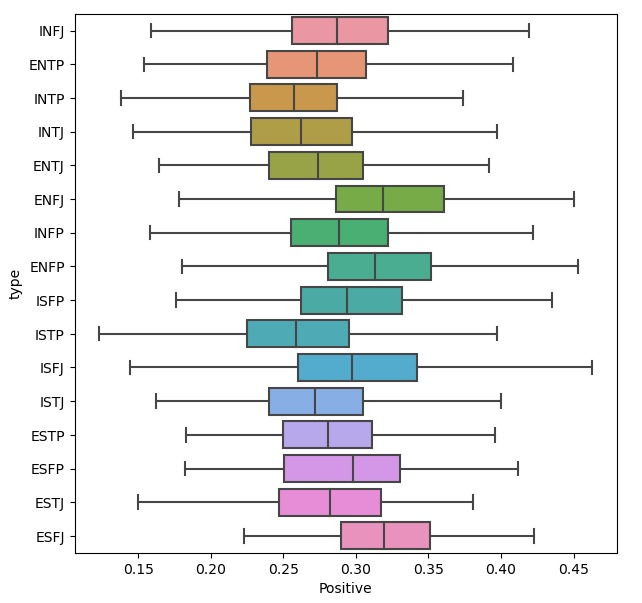 INFJ
ENTP
INTP
INTJ
ENTJ
ENFJ
INFP
ENFP
ISFP
ISTP
ISFJ
ISTJ
ESTP
ESFP
ESTJ
ESFJ
type
0.15 0.20 0.25 0.30 0.35 0.40 0.45
Positive